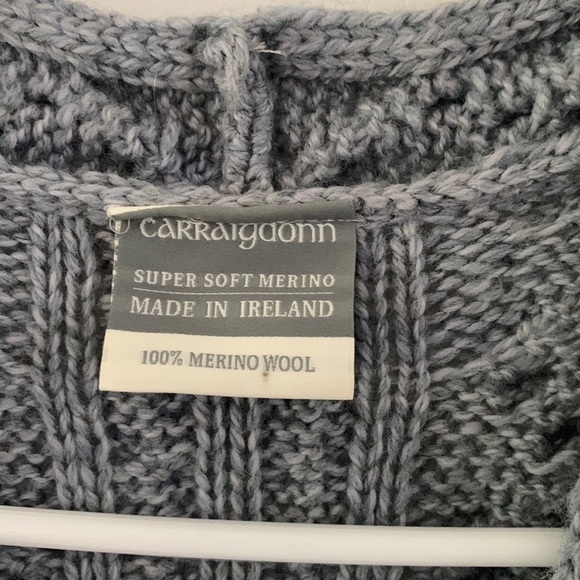 carraigdonn
SUPER SOFT MERINO
MADE IN IRELAND
100% MERINO WOOL